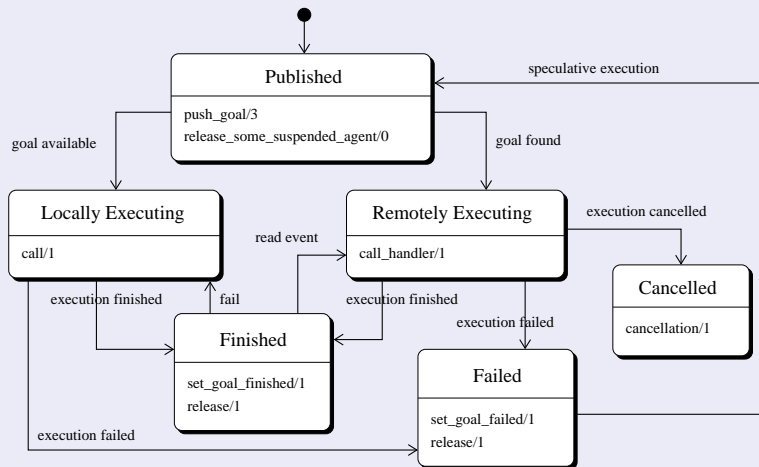 Published
speculative execution
push_goal/3
release_some_suspended_agent/0
goal available
goal found
Locally Executing
call/1
Remotely Executing
call_handler/1
execution cancelled
read event
Cancelled
cancellation/1
execution finished
fail
execution finished
execution failed
Finished
set_goal_finished/1
release/1
Failed
set_goal_failed/1
release/1
execution failed